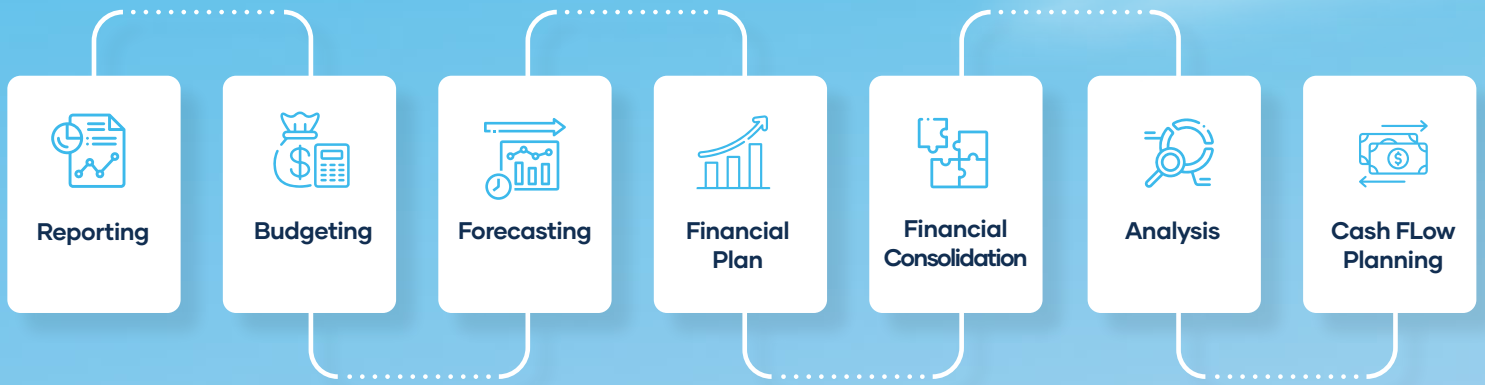 Reporting
Budgeting
Forecasting
Financial
Plan
Financial
Consolidation
Analysis
Cash FLow
Planning